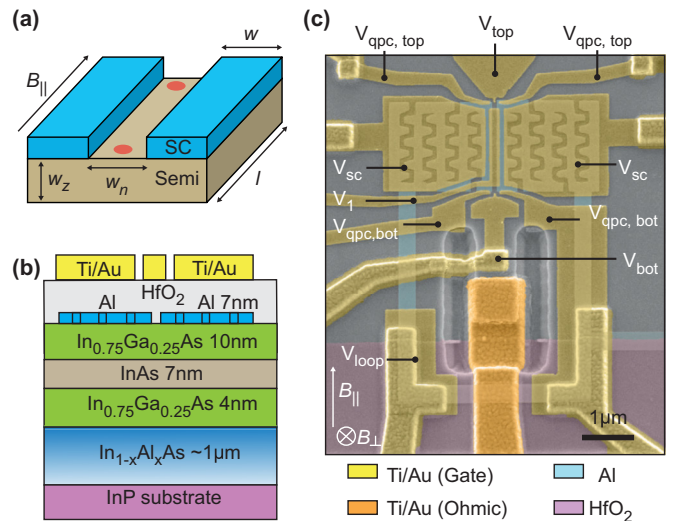 (a)
w
B||
SC
Semi
wz
wn
l
(b)
Ti/Au
Ti/Au
HfO2
Al
Al 7nm
In0.75Ga0.25As 10nm
InAs 7nm
In0.75Ga0.25As 4nm
In1-xAlxAs ~1μm
InP substrate
(c)
Vqpc, top
Vtop
Vqpc, top
Vsc
Vsc
V1
Vqpc,bot
Vqpc, bot
Vbot
Vloop
B||
⊗B⊥
1μm
Ti/Au (Gate)
Al
Ti/Au (Ohmic)
HfO2